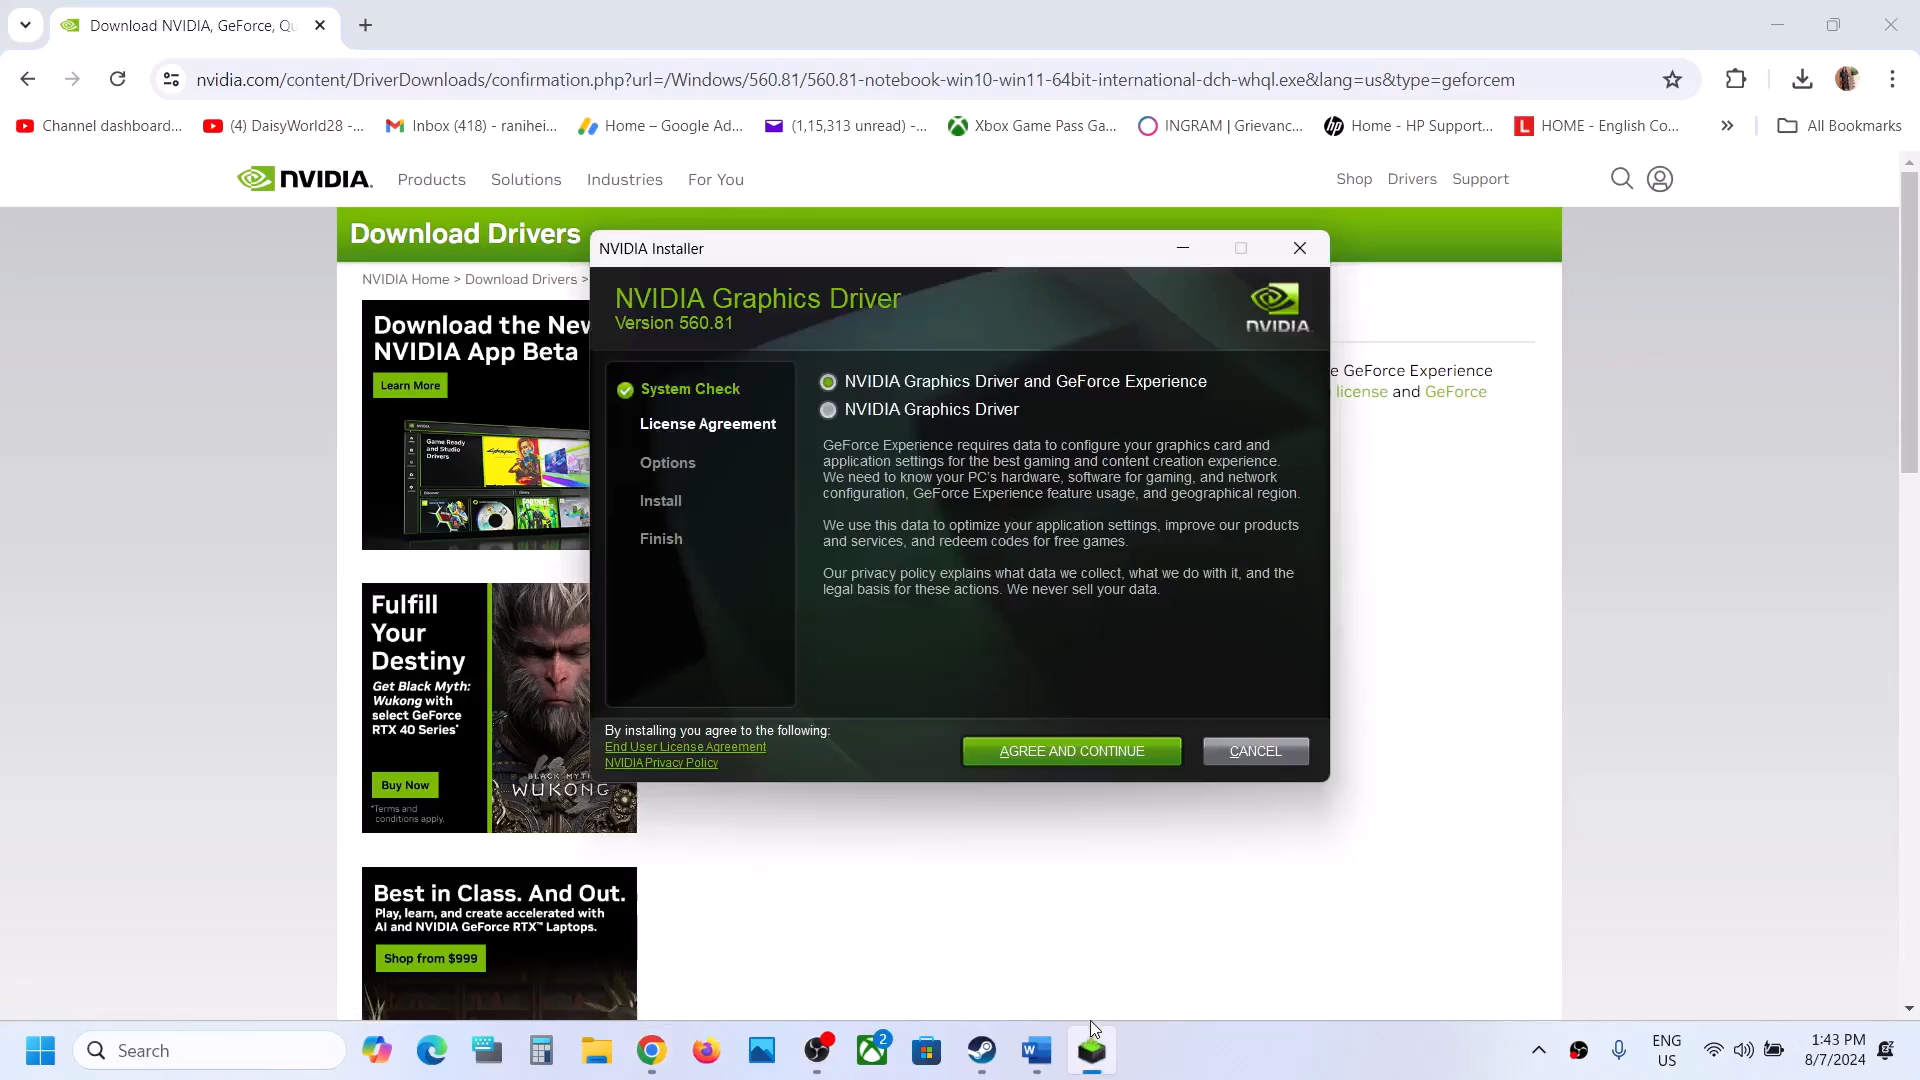 Download NVIDIA, GeForce, Qu
nvidia.com/content/DriverDownloads/confirmation.php?url=/Windows/560.81/560.81-notebook-win10-win11-64bit-international-dch-whql.exe&lang=us&type=geforcem
Channel dashboard...
(4) DaisyWorld28 -...
Inbox (418) - ranihei...
Home – Google Ad...
(1,15,313 unread) -...
Xbox Game Pass Ga...
INGRAM | Grievanc...
Home - HP Support...
HOME - English Co...
All Bookmarks
NVIDIA.
Products
Solutions
Industries
For You
Shop
Drivers
Support
Download Drivers
NVIDIA Home > Download Drivers >
Download the New
NVIDIA App Beta
Learn More
Game Ready
and Studio
Drivers
e GeForce Experience
license and GeForce
NVIDIA Installer
NVIDIA Graphics Driver
Version 560.81
NVIDIA.
System Check
License Agreement
Options
Install
Finish
NVIDIA Graphics Driver and GeForce Experience
NVIDIA Graphics Driver
GeForce Experience requires data to configure your graphics card and
application settings for the best gaming and content creation experience.
We need to know your PC's hardware, software for gaming, and network
configuration, GeForce Experience feature usage, and geographical region.
We use this data to optimize your application settings, improve our products
and services, and redeem codes for free games.
Our privacy policy explains what data we collect, what we do with it, and the
legal basis for these actions. We never sell your data.
By installing you agree to the following:
End User License Agreement
NVIDIA Privacy Policy
AGREE AND CONTINUE
CANCEL
Fulfill
Your
Destiny
Get Black Myth:
Wukong with
select GeForce
RTX 40 Series*
Buy Now
*Terms and
conditions apply.
BLACK MYTH
WUKONG
Best in Class. And Out.
Play, learn, and create accelerated with
AI and NVIDIA GeForce RTX™ Laptops.
Shop from $999
Search
2
ENG
US
1:43 PM
8/7/2024